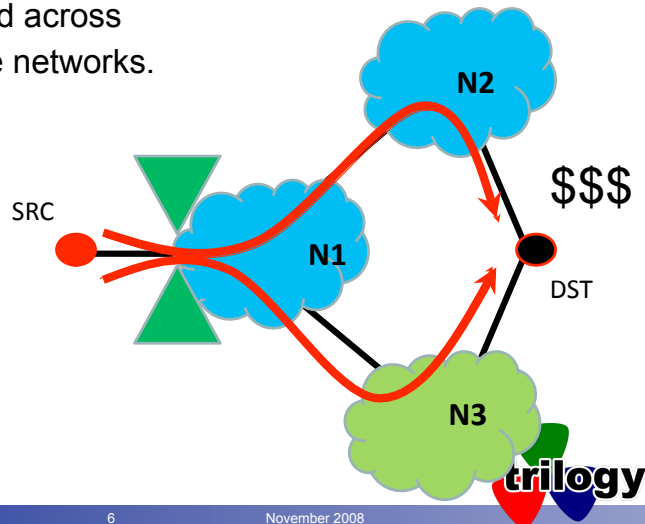 d across
e networks.
N2
$$$
SRC
N1
DST
N3
trilogy
6 November 2008